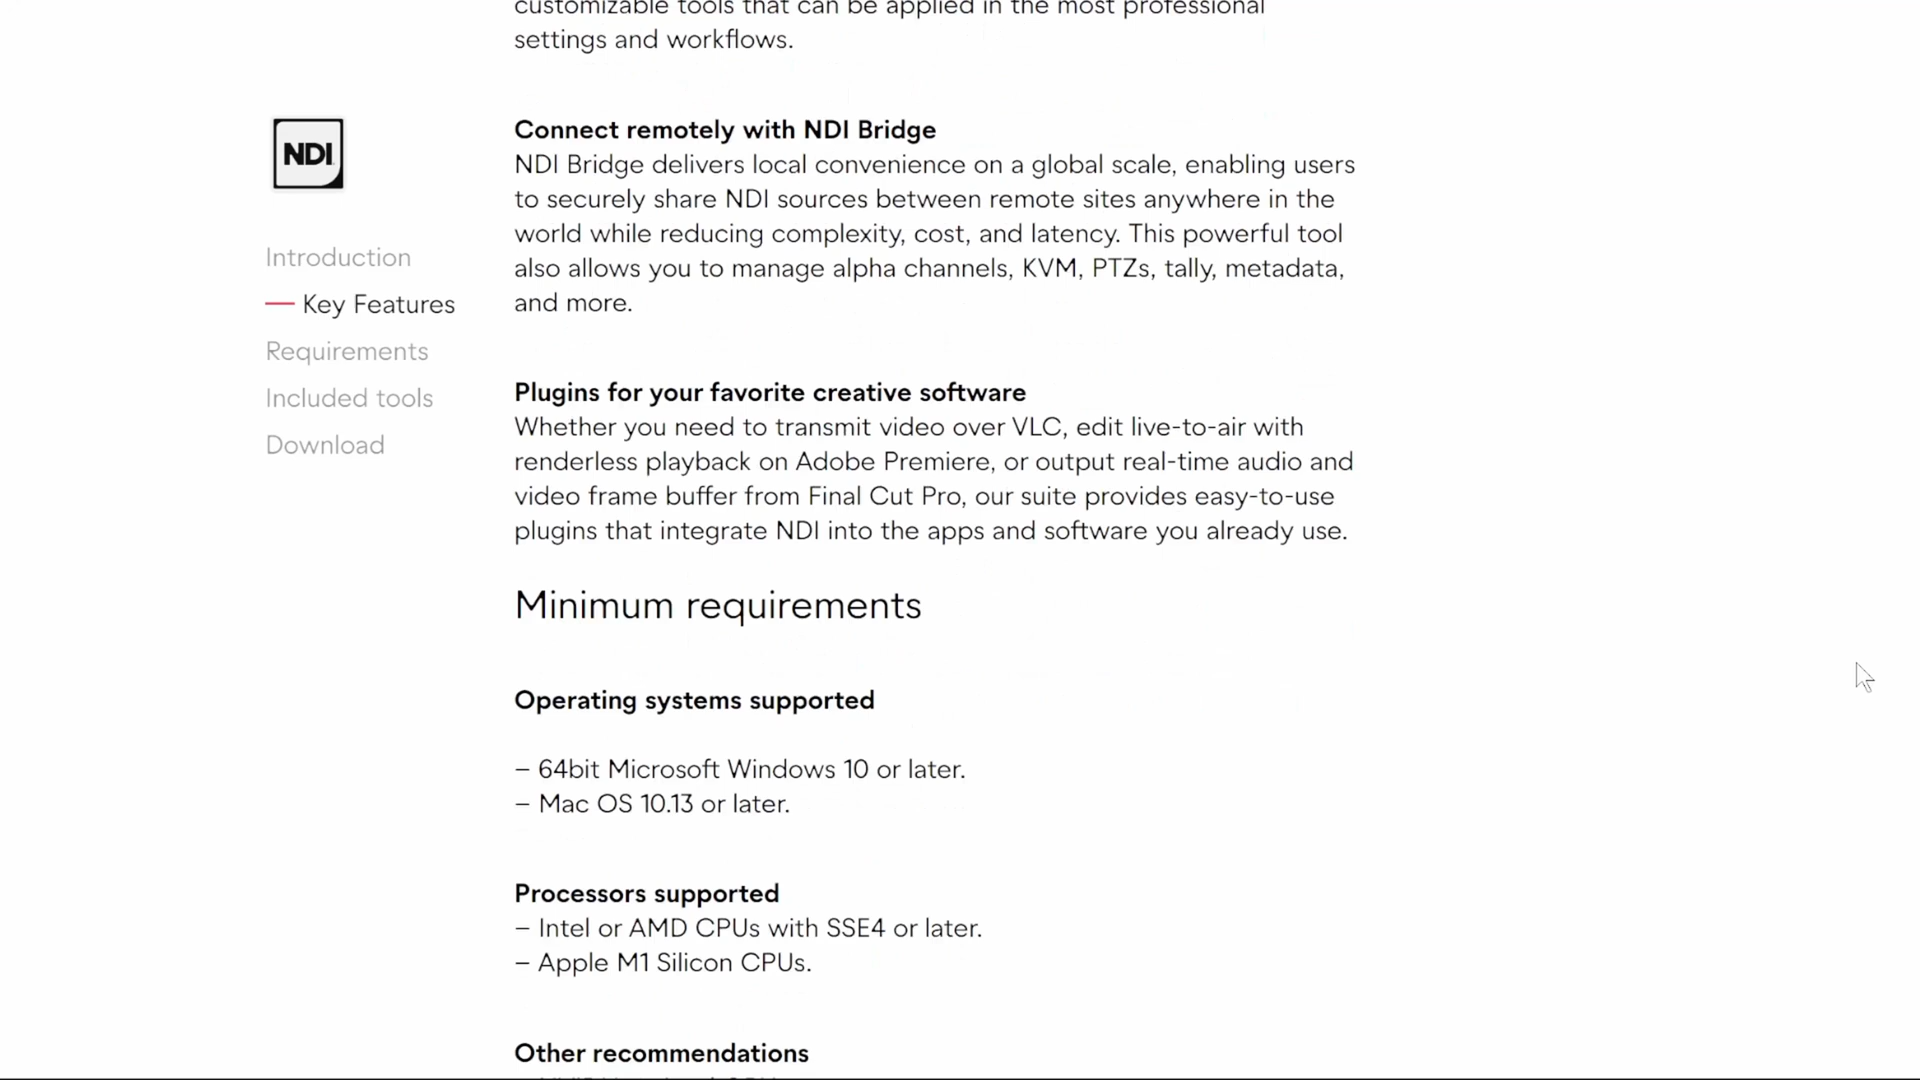 customizable tools that can be applied in the most professional
settings and workflows.
NDI
Introduction
Key Features
Requirements
Included tools
Download
Connect remotely with NDI Bridge
NDI Bridge delivers local convenience on a global scale, enabling users
to securely share NDI sources between remote sites anywhere in the
world while reducing complexity, cost, and latency. This powerful tool
also allows you to manage alpha channels, KVM, PTZs, tally, metadata,
and more.
Plugins for your favorite creative software
Whether you need to transmit video over VLC, edit live-to-air with
renderless playback on Adobe Premiere, or output real-time audio and
video frame buffer from Final Cut Pro, our suite provides easy-to-use
plugins that integrate NDI into the apps and software you already use.
Minimum requirements
Operating systems supported
– 64bit Microsoft Windows 10 or later.
– Mac OS 10.13 or later.
Processors supported
– Intel or AMD CPUs with SSE4 or later.
– Apple M1 Silicon CPUs.
Other recommendations